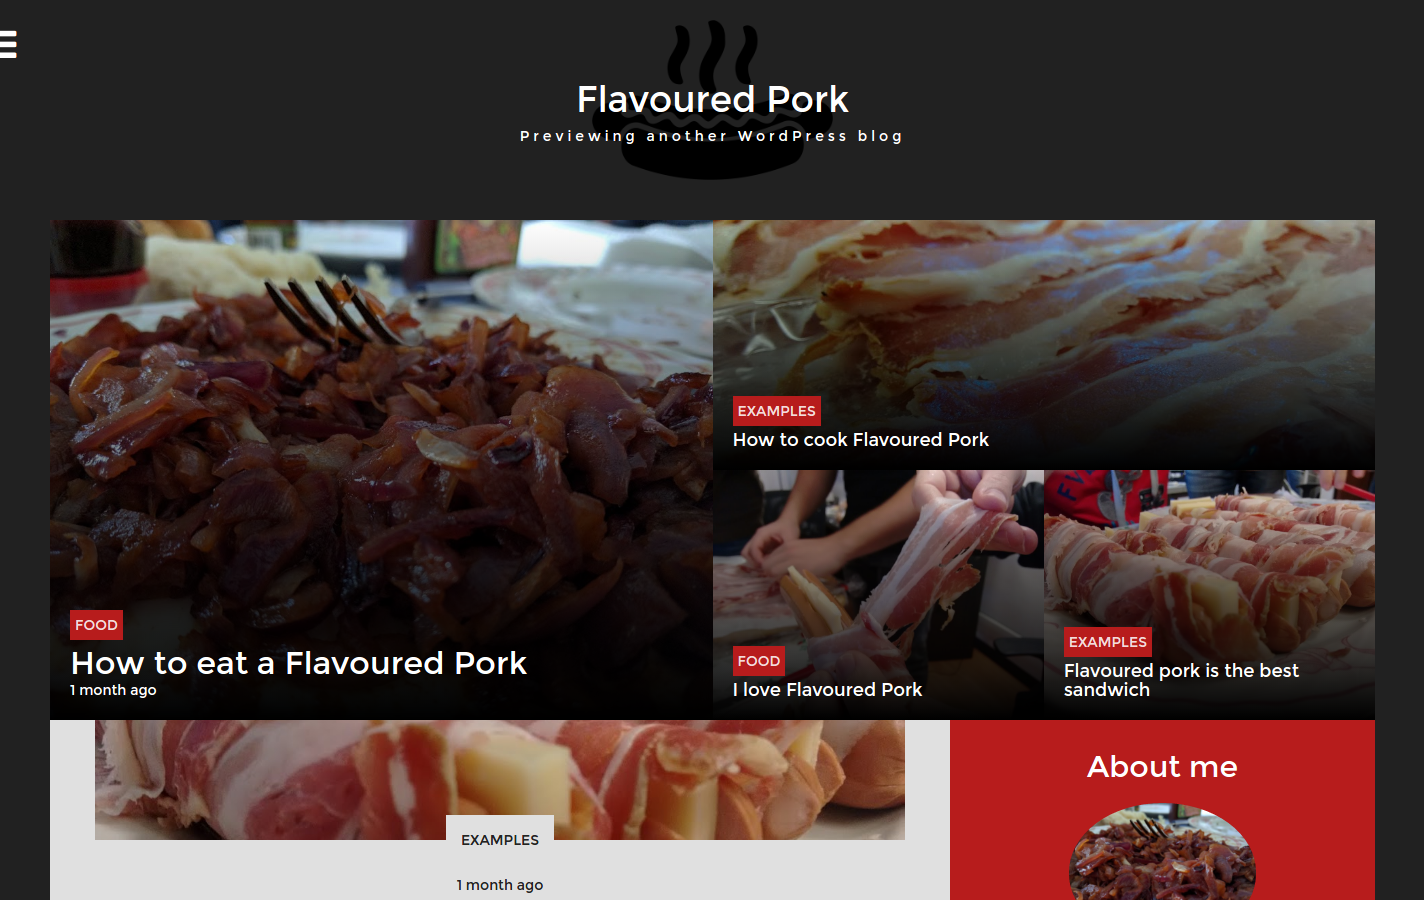 Flavoured Pork
Previewing another WordPress blog
FOOD
How to eat a Flavoured Pork
1 month ago
EXAMPLES
How to cook Flavoured Pork
FOOD
I love Flavoured Pork
EXAMPLES
Flavoured pork is the best
sandwich
EXAMPLES
1 month ago
About me